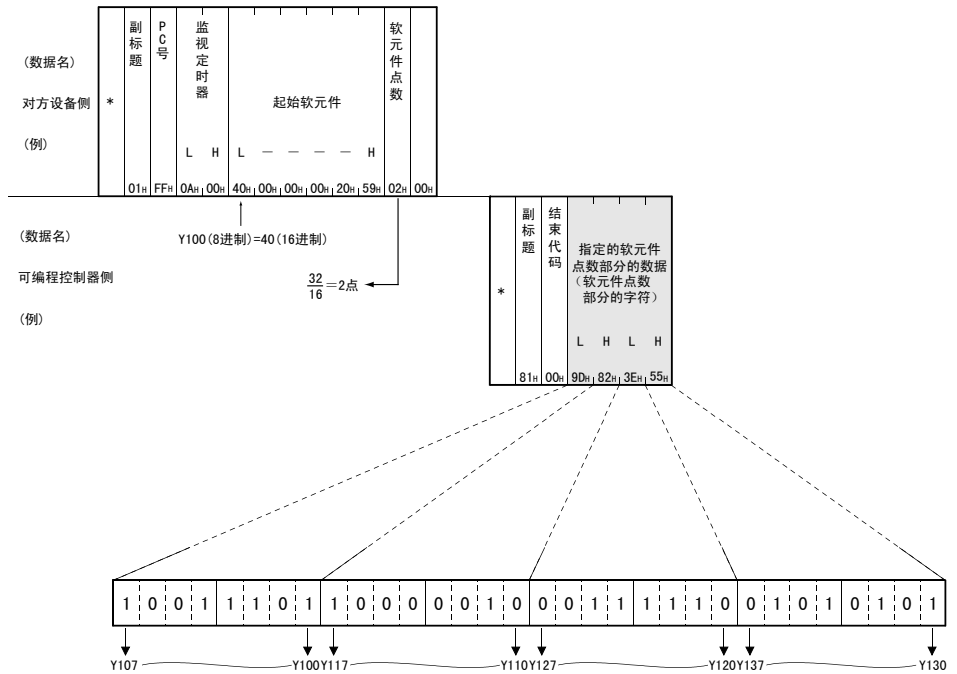 (数据名)
对方设备侧
(例)
*
副标题
PC号
监视定时器
起始软元件
软元件点数
L H L － － － － H
01H FFH 0AH 00H 40H 00H 00H 00H 20H 59H 02H 00H
(数据名)
可编程控制器侧
(例)
Y100(8进制)=40(16进制)
32/16=2点
*
副标题
结束代码
指定的软元件
点数部分的数据
(软元件点数
部分的字符)
L H L H
81H 00H 9DH 82H 3EH 55H
1 0 0 1 1 1 0 1 1 0 0 0 0 0 1 0 0 0 1 1 1 1 1 0 0 1 0 1 0 1 0 1
Y107 Y100 Y117 Y110 Y127 Y120 Y137 Y130